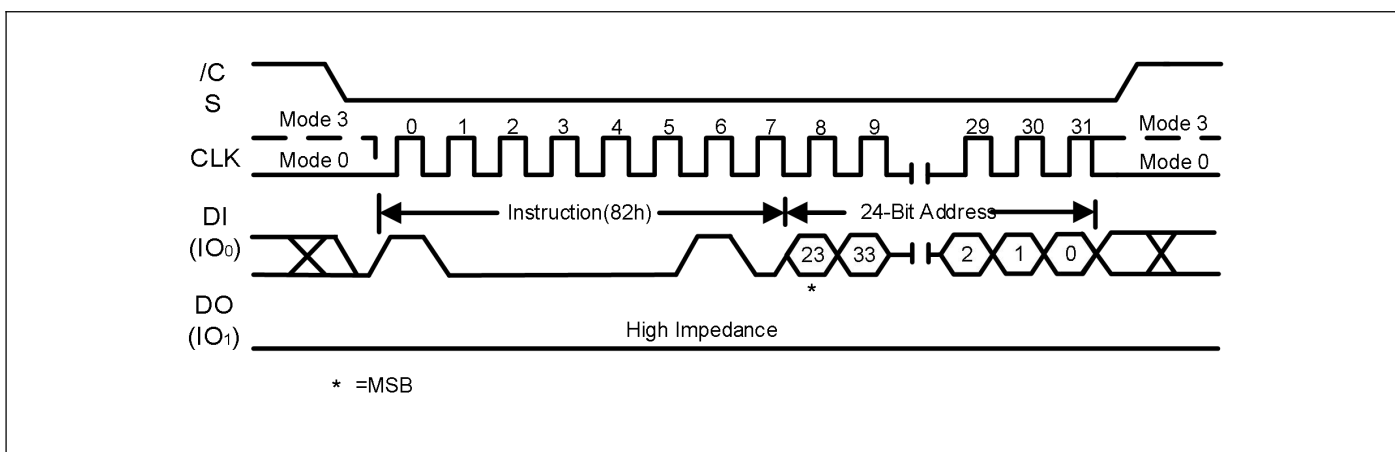 /C
S
Mode 3
0 1 2 3 4 5 6 7 8 9 29 30 31
Mode 3
CLK
Mode 0
Mode 0
DI
(IO0)
Instruction(82h)
24-Bit Address
23 33 2 1 0
*
DO
(IO1)
High Impedance
* =MSB